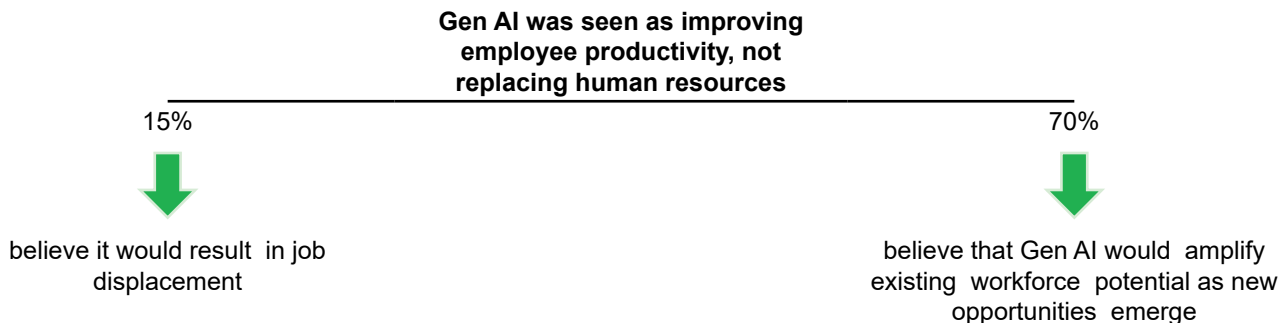 Gen AI was seen as improving
employee productivity, not
replacing human resources
15%
70%
believe it would result in job
displacement
believe that Gen AI would amplify
existing workforce potential as new
opportunities emerge